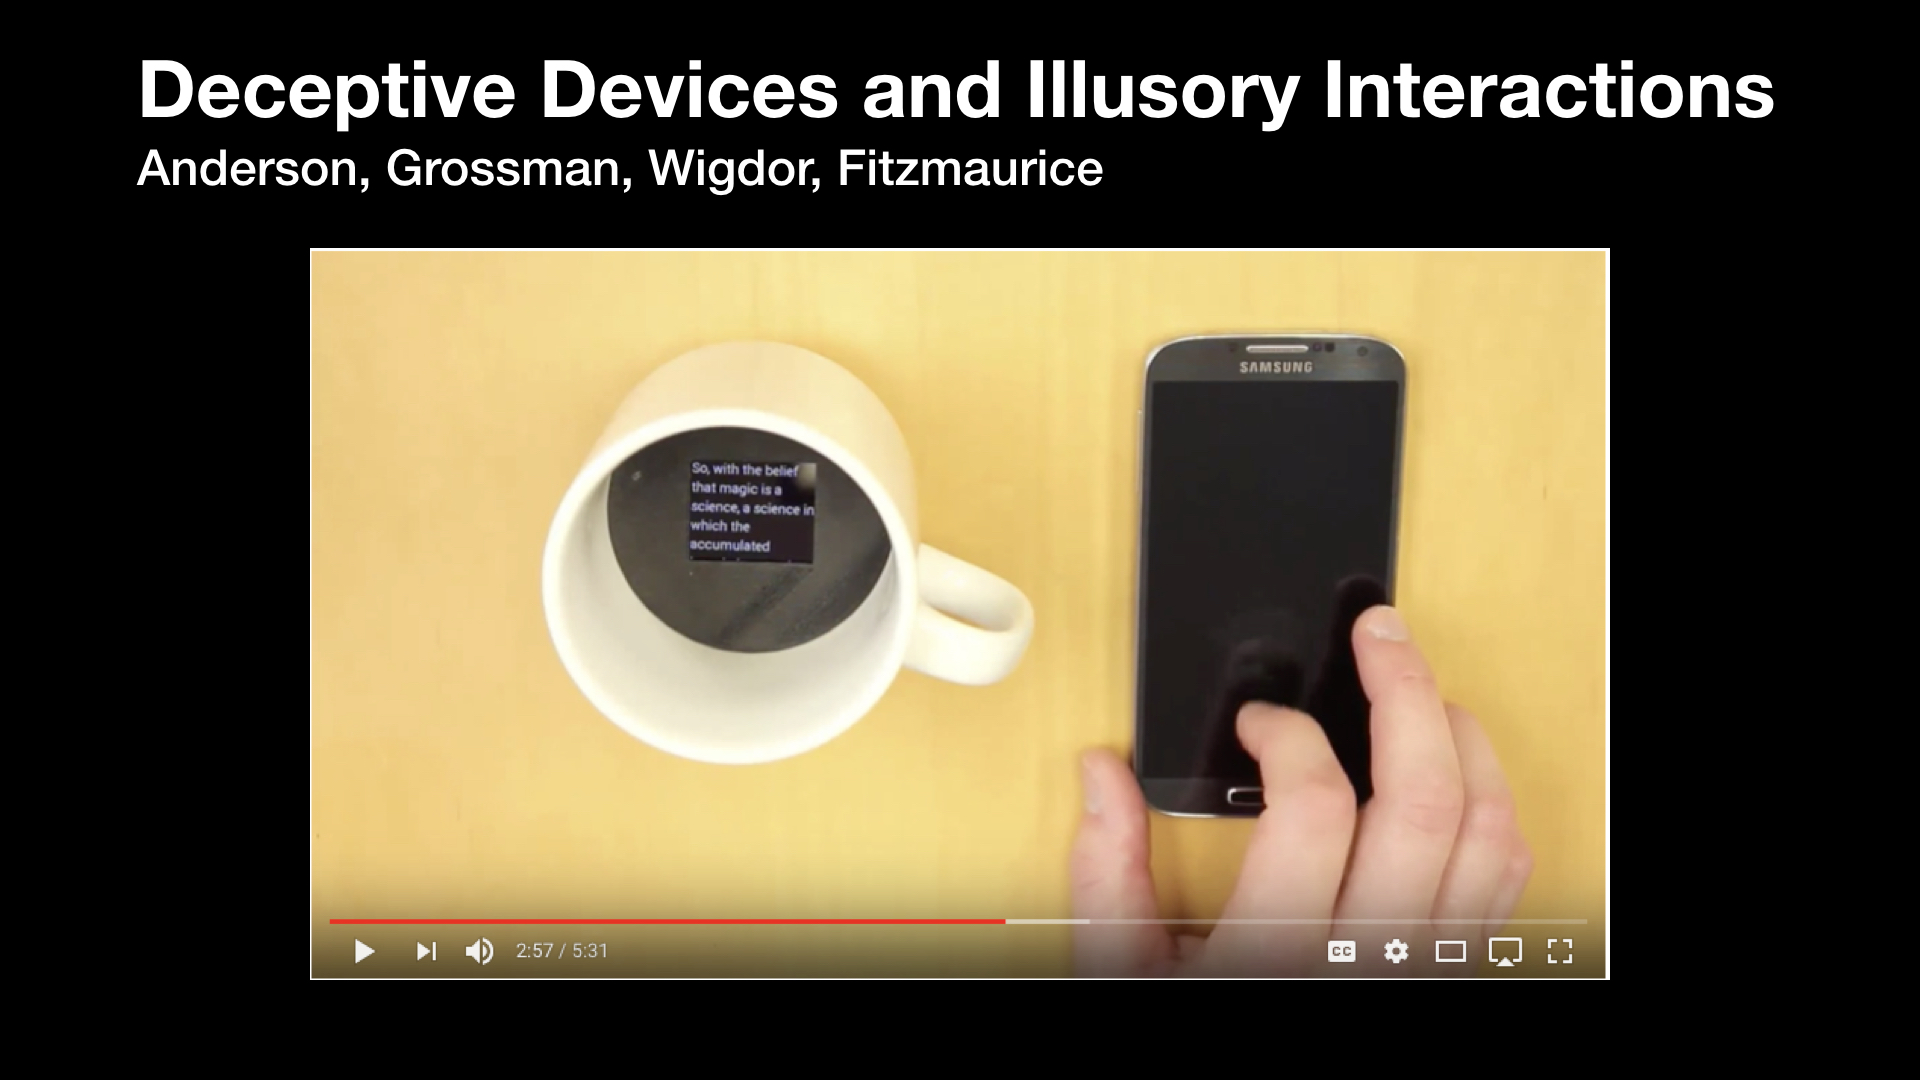 Deceptive Devices and Illusory Interactions
Anderson, Grossman, Wigdor, Fitzmaurice
SAMSUNG
So, with the belief
that magic is a
science, a science in
which the
accumulated
2:57 / 5:31
CC